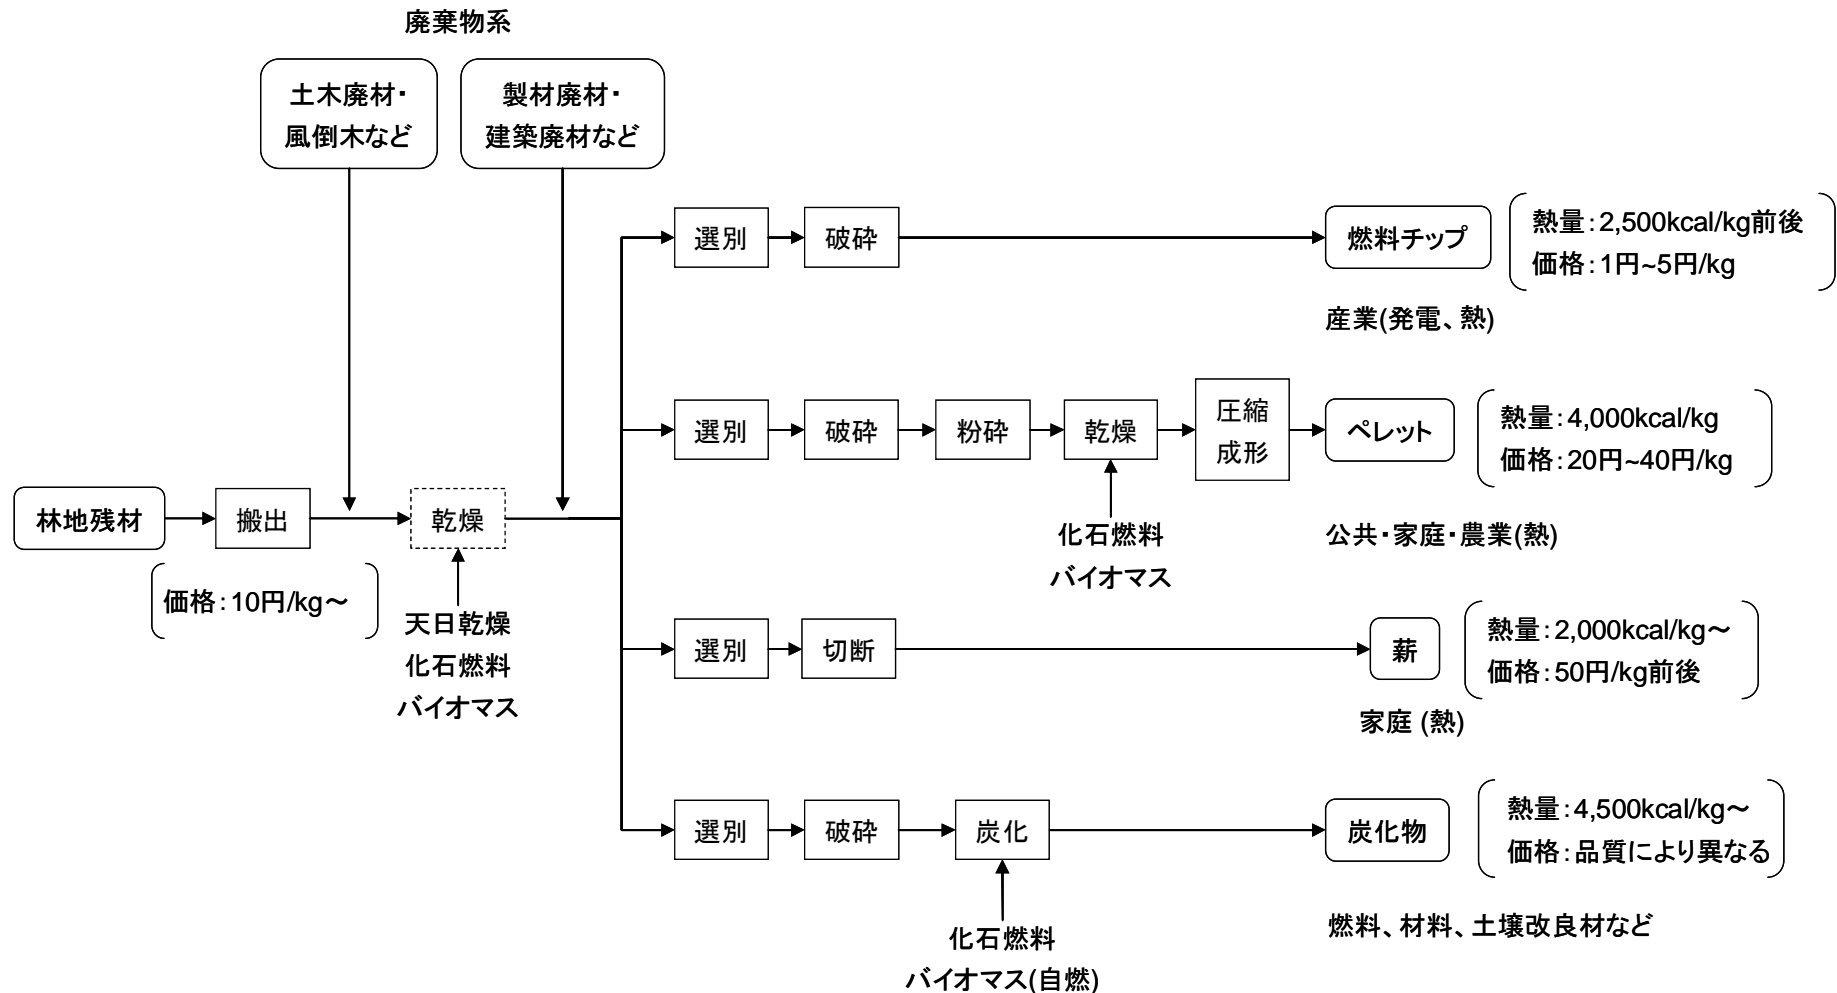 廃棄物系
土木廃材・
風倒木など
製材廃材・
建築廃材など
選別
破砕
燃料チップ
熱量:2,500kcal/kg前後
価格:1円~5円/kg
産業(発電、熱)
選別
破砕
粉砕
乾燥
圧縮
成形
ペレット
熱量:4,000kcal/kg
価格:20円~40円/kg
化石燃料
バイオマス
公共・家庭・農業(熱)
林地残材
搬出
乾燥
価格:10円/kg～
天日乾燥
化石燃料
バイオマス
選別
切断
薪
熱量:2,000kcal/kg～
価格:50円/kg前後
家庭 (熱)
選別
破砕
炭化
炭化物
熱量:4,500kcal/kg～
価格:品質により異なる
化石燃料
バイオマス(自燃)
燃料、材料、土壌改良材など